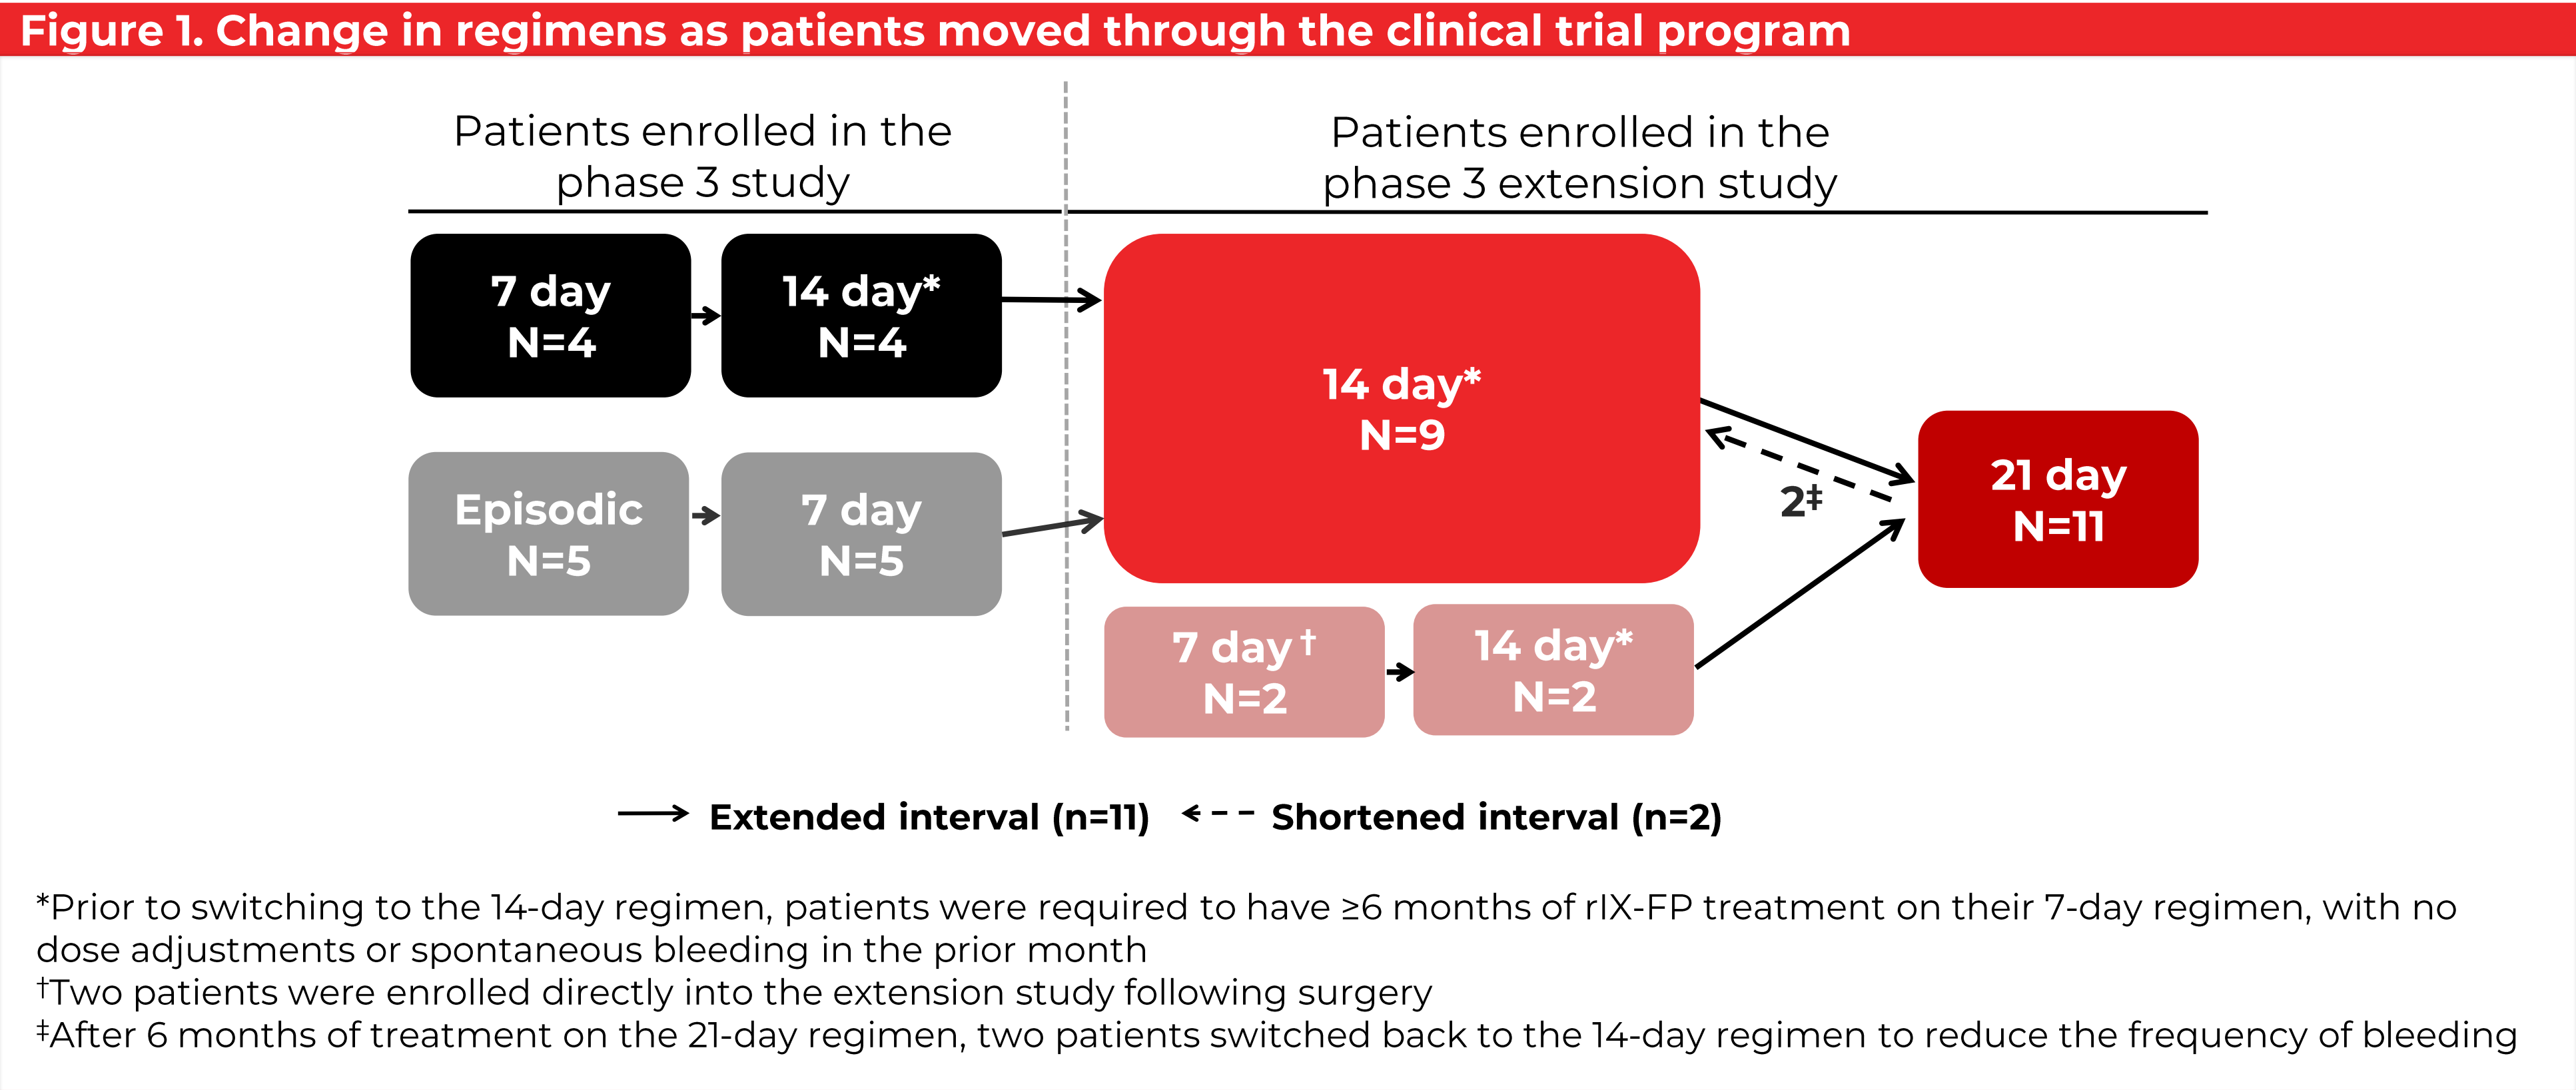 Figure 1. Change in regimens as patients moved through the clinical trial program
Patients enrolled in the
phase 3 study
Patients enrolled in the
phase 3 extension study
7 day
N=4
14 day*
N=4
Episodic
N=5
7 day
N=5
14 day*
N=9
7 day†
N=2
14 day*
N=2
2‡
21 day
N=11
Extended interval (n=11)
Shortened interval (n=2)
*Prior to switching to the 14-day regimen, patients were required to have ≥6 months of rIX-FP treatment on their 7-day regimen, with no
dose adjustments or spontaneous bleeding in the prior month
†Two patients were enrolled directly into the extension study following surgery
‡After 6 months of treatment on the 21-day regimen, two patients switched back to the 14-day regimen to reduce the frequency of bleeding